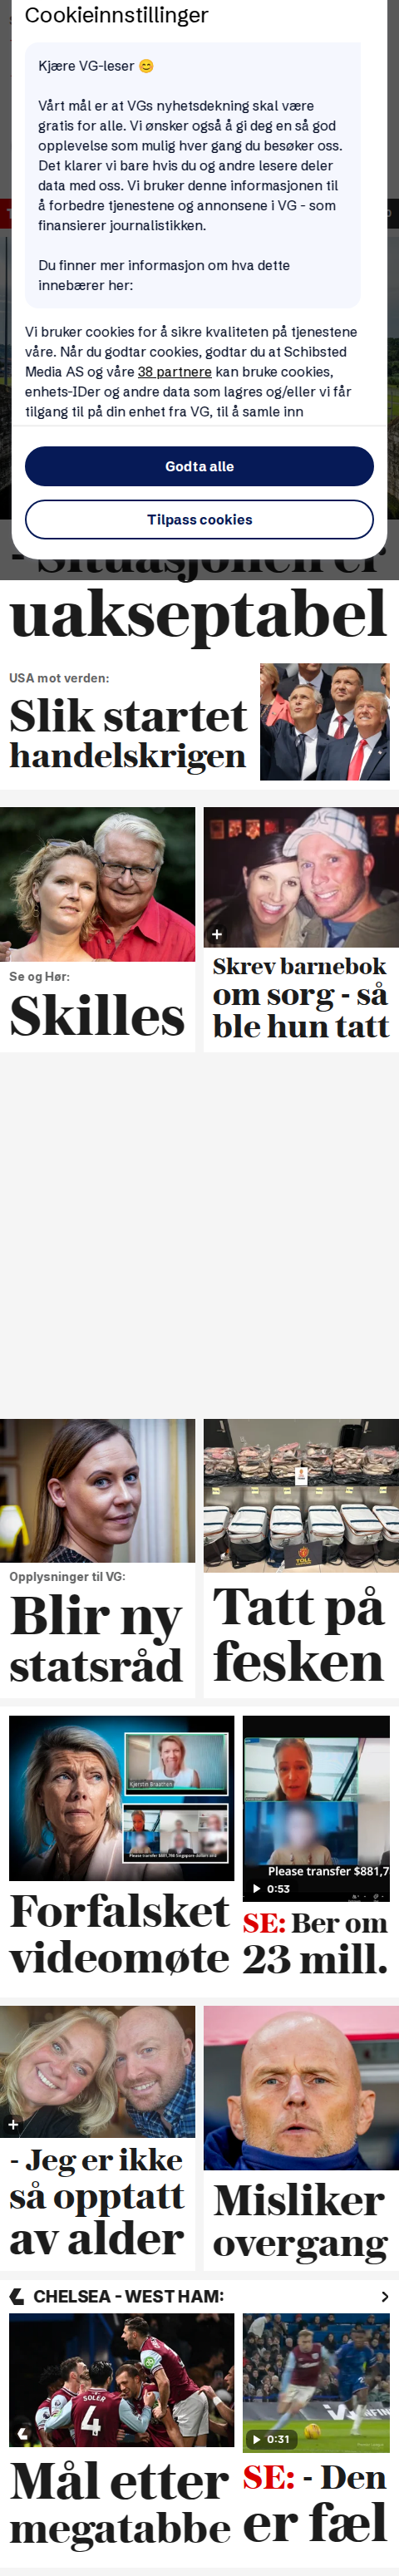 Cookieinnstillinger
Kjære VG-leser 😊
Vårt mål er at VGs nyhetsdekning skal være
gratis for alle. Vi ønsker også å gi deg en så god
opplevelse som mulig hver gang du besøker oss.
Det klarer vi bare hvis du og andre lesere deler
data med oss. Vi bruker denne informasjonen til
å forbedre tjenestene og annonsene i VG - som
finansierer journalistikken.
Du finner mer informasjon om hva dette
innebærer her:
Vi bruker cookies for å sikre kvaliteten på tjenestene
våre. Når du godtar cookies, godtar du at Schibsted
Media AS og våre 38 partnere kan bruke cookies,
enhets-IDer og andre data som lagres og/eller vi får
tilgang til på din enhet fra VG, til å samle inn
Godta alle
Tilpass cookies
- Situasjonen er
uakseptabel
USA mot verden:
Slik startet
handelskrigen
Se og Hør:
Skilles
Skrev barnebok
om sorg - så
ble hun tatt
Opplysninger til VG:
Blir ny
statsråd
TOLL
Tatt på
fesken
Kjerstin Braathen
Please transfer $881,7
0:53
Forfalsket
videomøte
SE: Ber om
23 mill.
- Jeg er ikke
så opptatt
av alder
Misliker
overgang
CHELSEA - WEST HAM:
SOLER
4
0:31
Mål etter
megatabbe
SE: - Den
er fæl